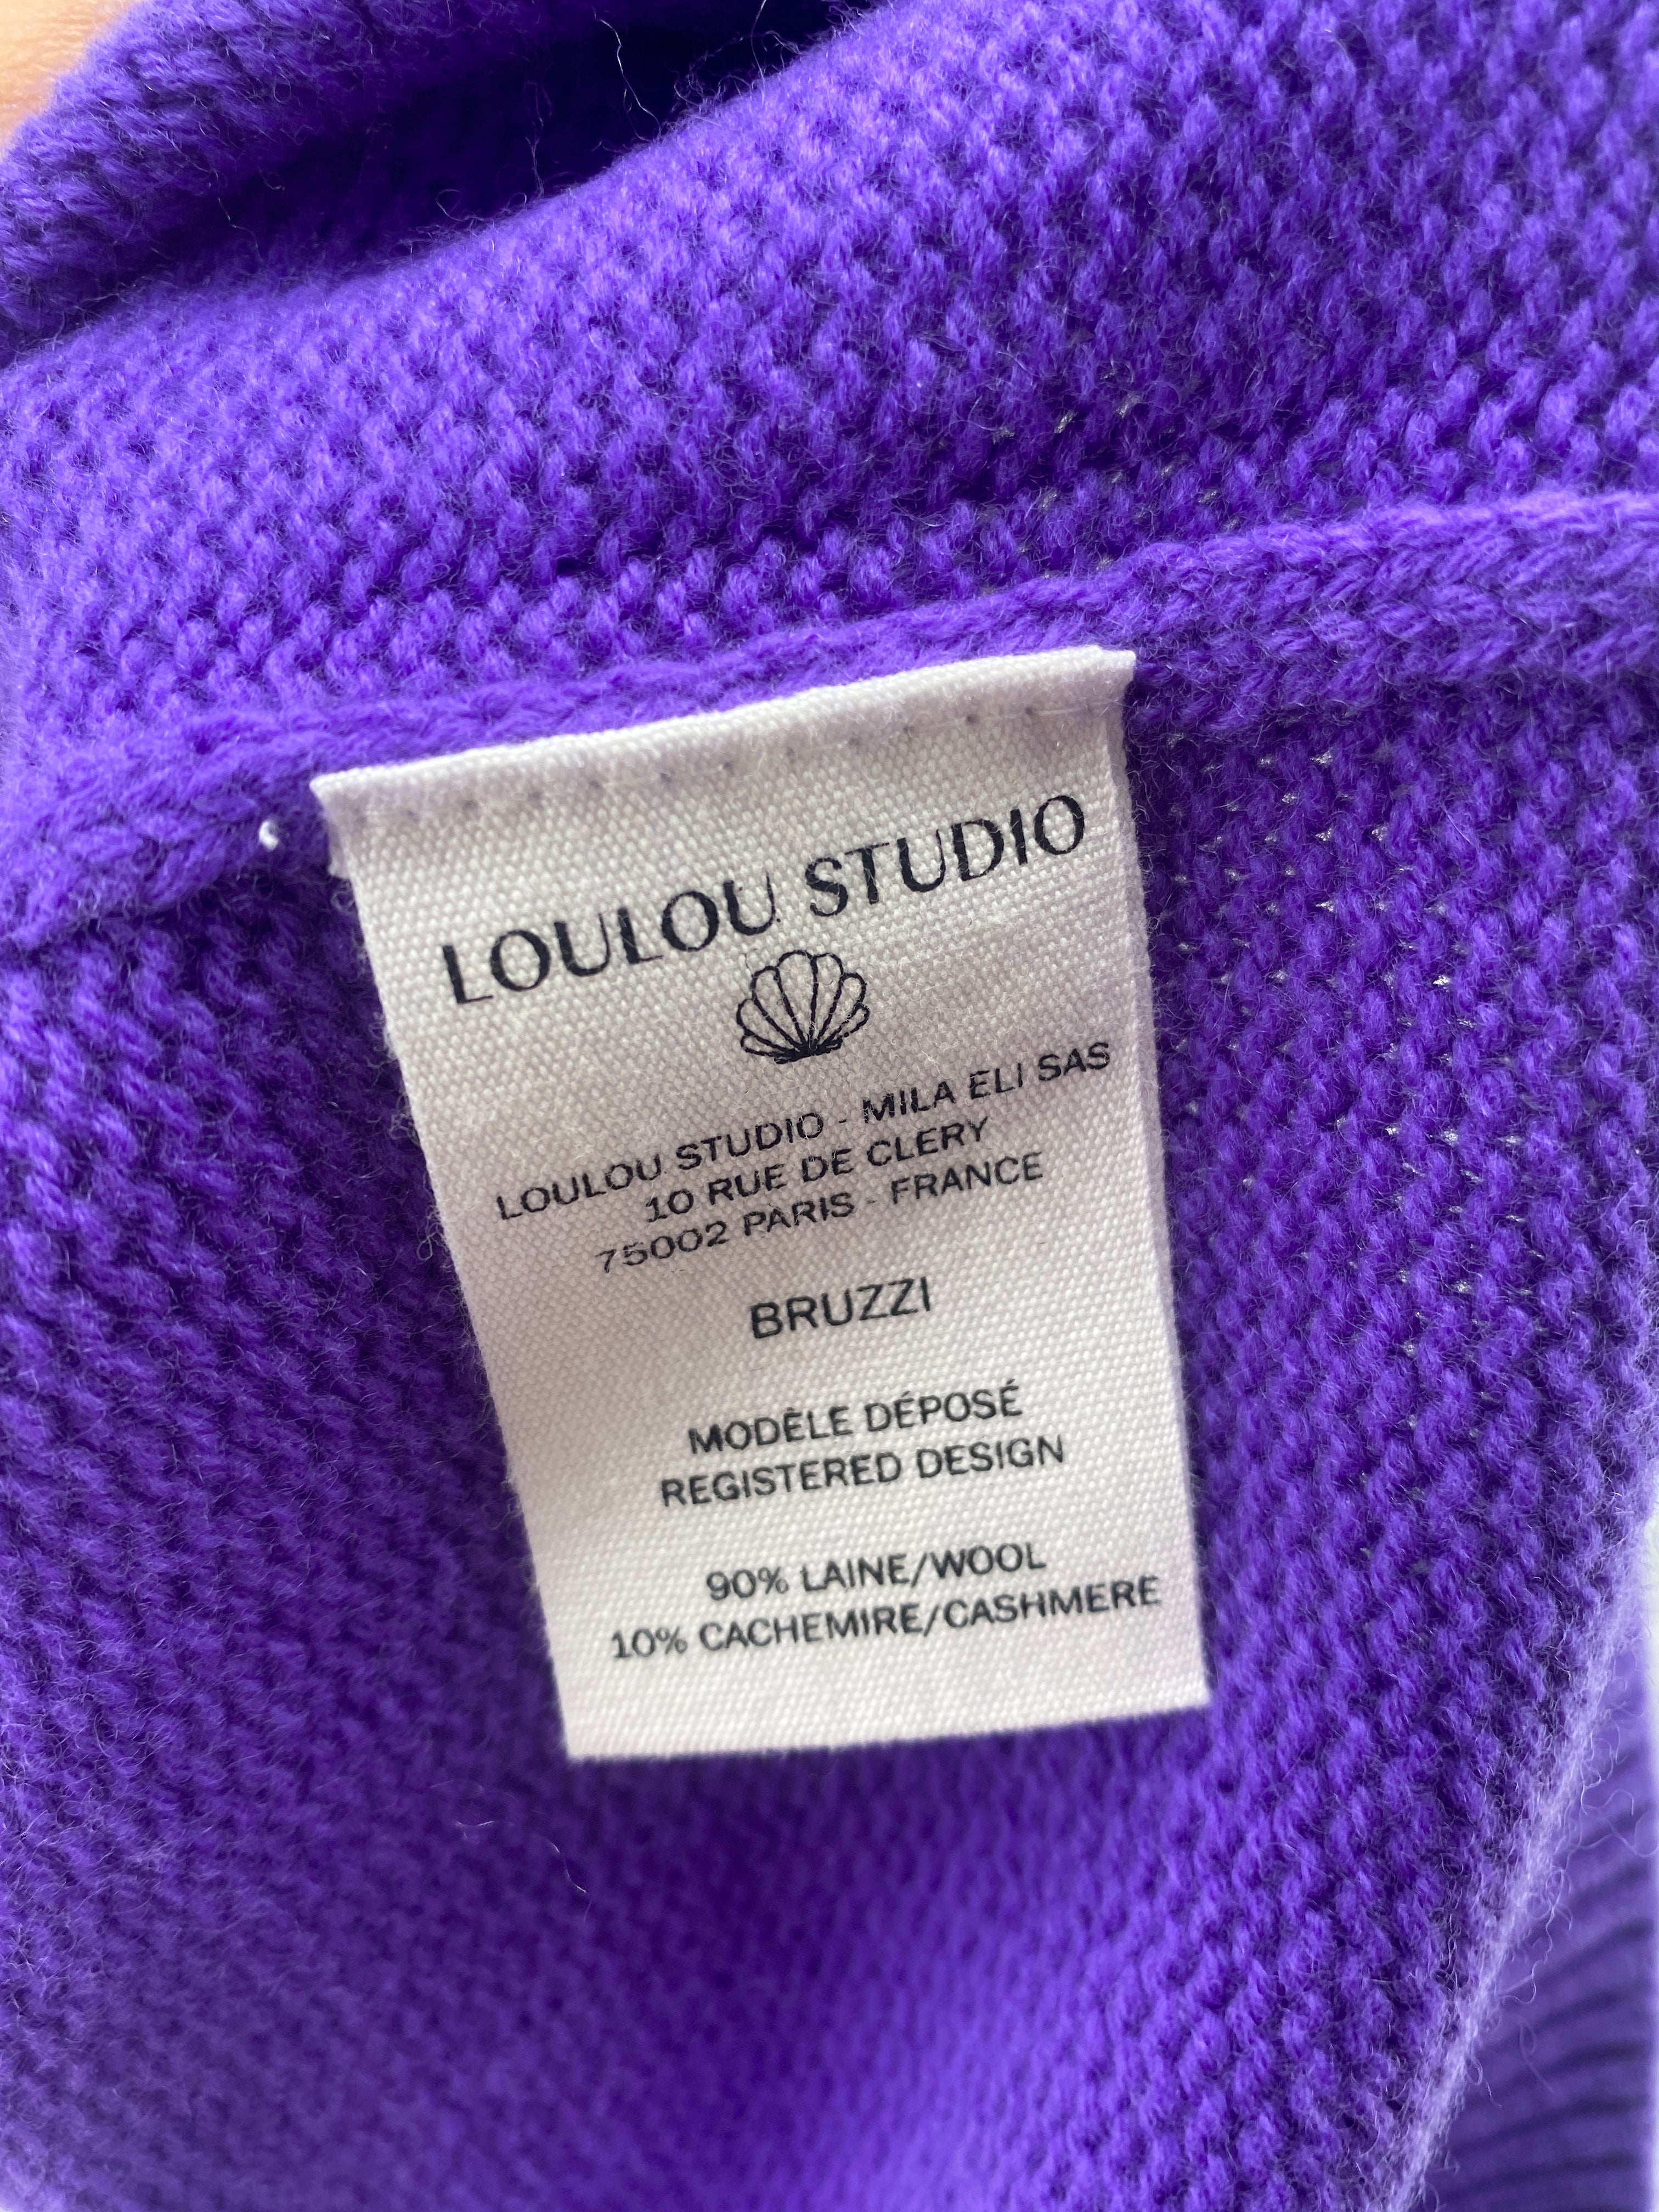 LOULOU STUDIO
LOULOU STUDIO - MILA ELI SAS
10 RUE DE CLERY
75002 PARIS - FRANCE
BRUZZI
MODÈLE DÉPOSÉ
REGISTERED DESIGN
90% LAINE/WOOL
10% CACHEMIRE/CASHMERE